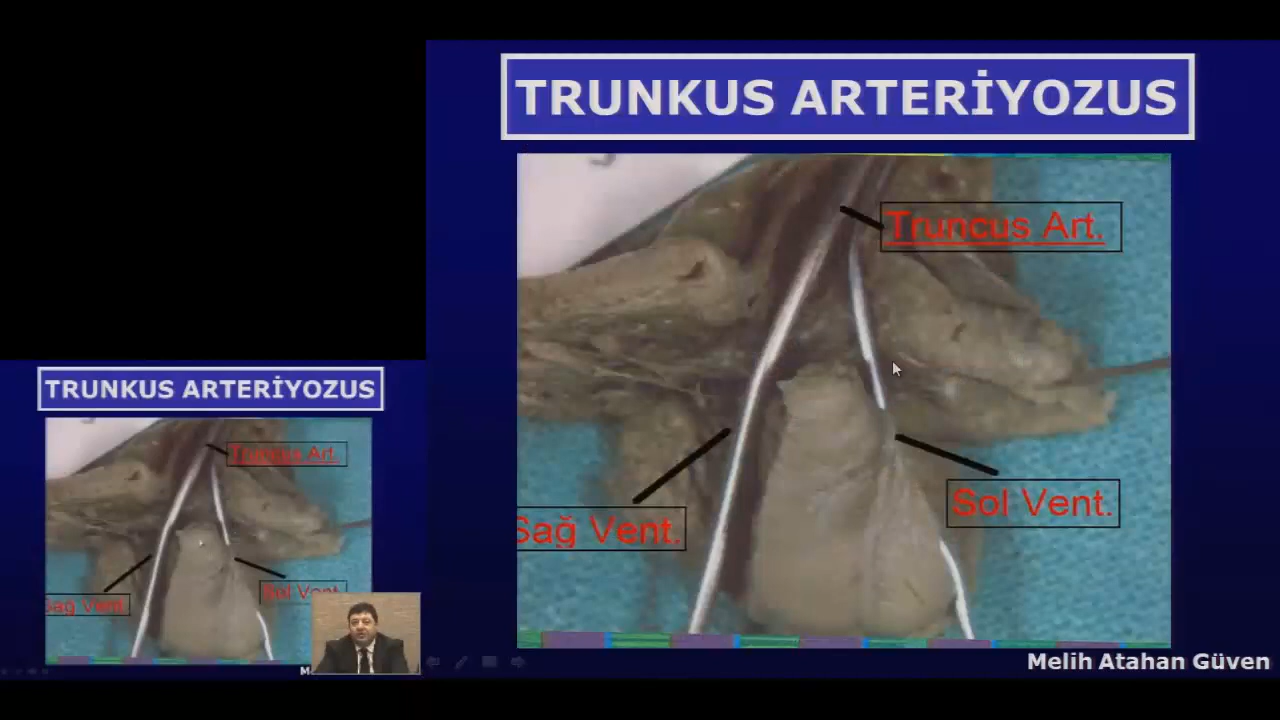 TRUNKUS ARTERİYOZUS
Truncus Art.
Sağ Vent.
Sol Vent.
Melih Atahan Güven
TRUNKUS ARTERİYOZUS
Truncus Art.
Sağ Vent.
Sol Vent.